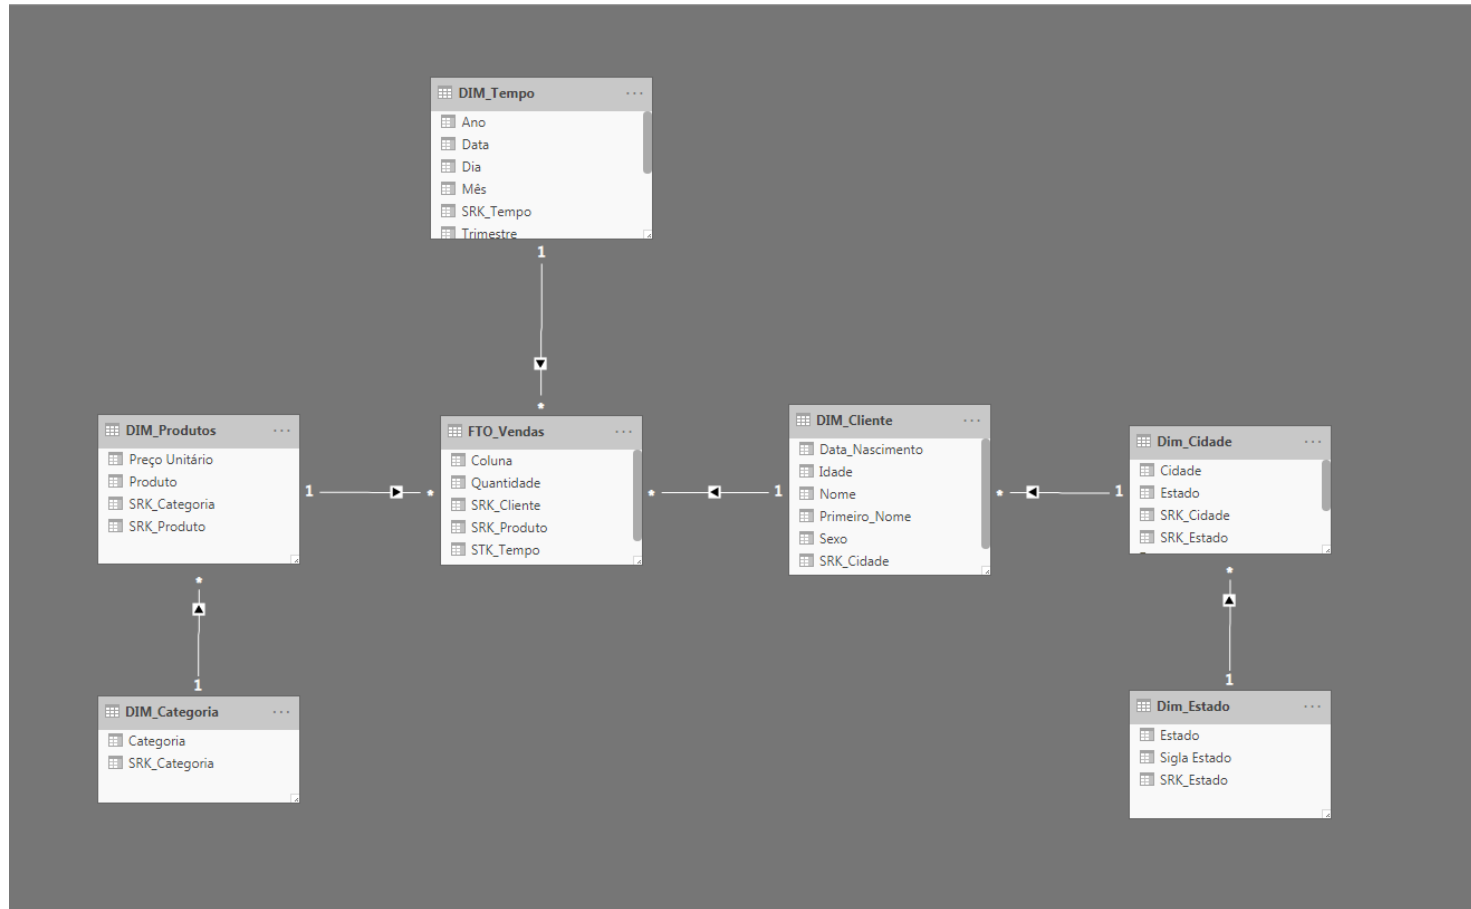 DIM_Tempo
Ano
Data
Dia
Mês
SRK_Tempo
Trimestre
1
*
DIM_Produtos
Preço Unitário
Produto
SRK_Categoria
SRK_Produto
1
*
FTO_Vendas
Coluna
Quantidade
SRK_Cliente
SRK_Produto
STK_Tempo
*
1
DIM_Cliente
Data_Nascimento
Idade
Nome
Primeiro_Nome
Sexo
SRK_Cidade
*
1
Dim_Cidade
Cidade
Estado
SRK_Cidade
SRK_Estado
*
1
DIM_Categoria
Categoria
SRK_Categoria
*
1
Dim_Estado
Estado
Sigla Estado
SRK_Estado